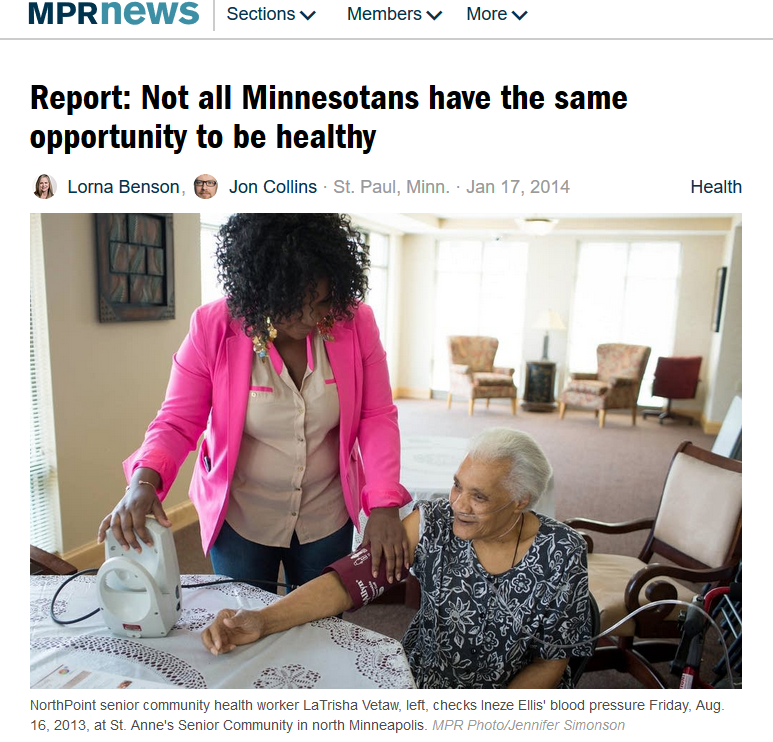 MPRnews Sections Members More
Report: Not all Minnesotans have the same
opportunity to be healthy
Lorna Benson, Jon Collins · St. Paul, Minn. · Jan 17, 2014 Health
NorthPoint senior community health worker LaTrisha Vetaw, left, checks Ineze Ellis' blood pressure Friday, Aug.
16, 2013, at St. Anne's Senior Community in north Minneapolis. MPR Photo/Jennifer Simonson